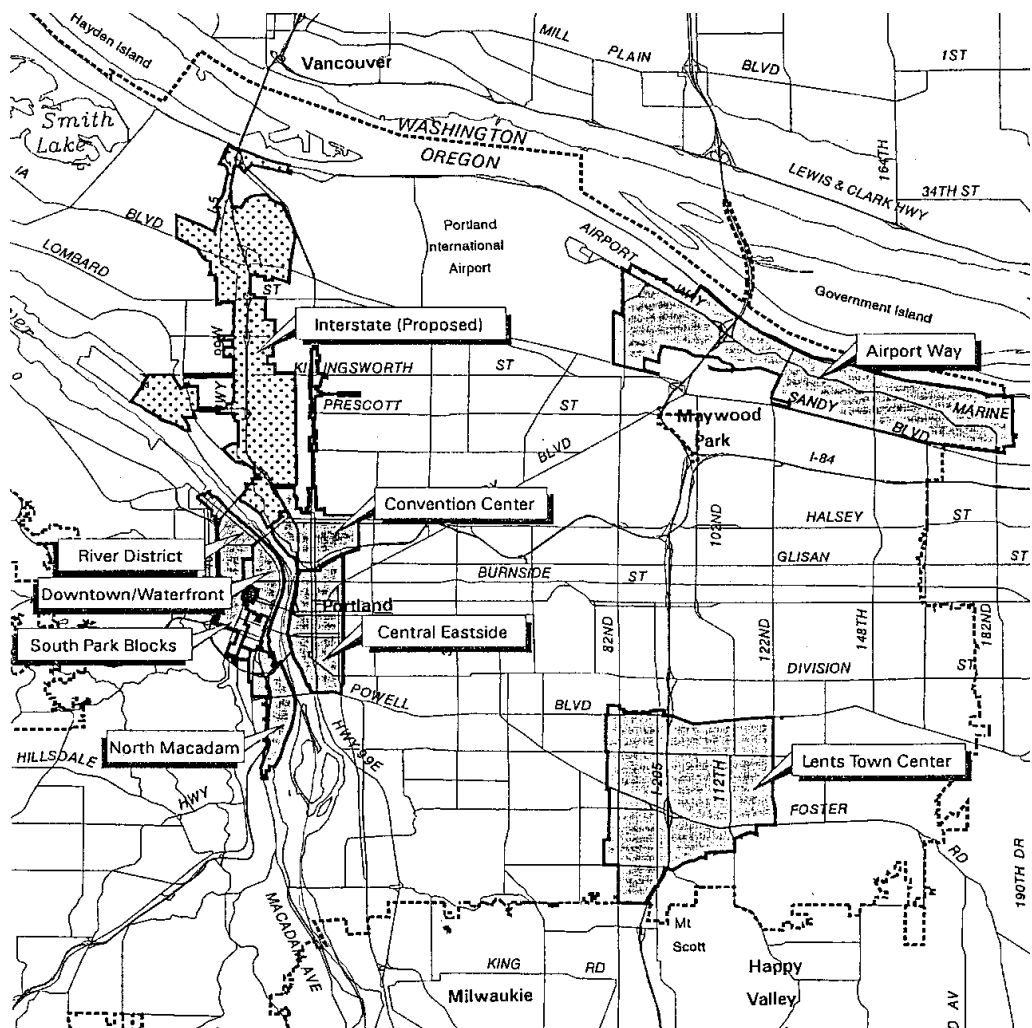 Hayden Island
Vancouver
MILL
PLAIN
BLVD
1ST
Smith
Lake
WASHINGTON
OREGON
164TH
LEWIS & CLARK HWY
34TH ST
I-5
BLVD
LOMBARD
ST
Portland
International
Airport
AIRPORT
WAY
Government Island
Interstate (Proposed)
Airport Way
KILLINGSWORTH
ST
PRESCOTT
ST
HWY
BLVD
SANDY
BLVD
MARINE
Maywood
Park
I-84
Convention Center
102ND
HALSEY
ST
River District
GLISAN
ST
BURNSIDE
ST
Downtown/Waterfront
Portland
South Park Blocks
Central Eastside
82ND
122ND
148TH
182ND
DIVISION
ST
POWELL
BLVD
North Macadam
HWY 99E
HILLSDALE
HWY
Lents Town Center
I-205
112TH
FOSTER
RD
190TH DR
MACADAM AVE
Mt
Scott
KING
RD
Milwaukie
Happy
Valley
AV